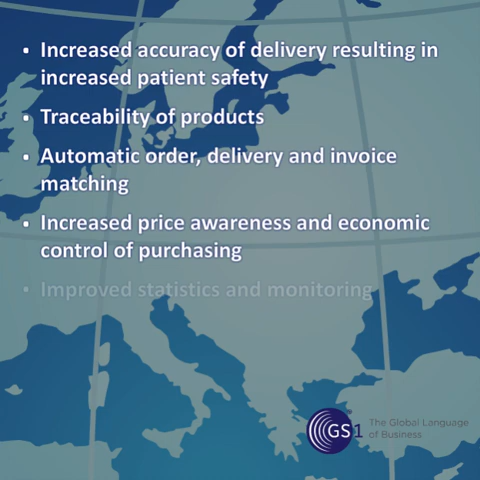 • Increased accuracy of delivery resulting in
increased patient safety
• Traceability of products
• Automatic order, delivery and invoice
matching
• Increased price awareness and economic
control of purchasing
• Improved statistics and monitoring
GS1
The Global Language
of Business